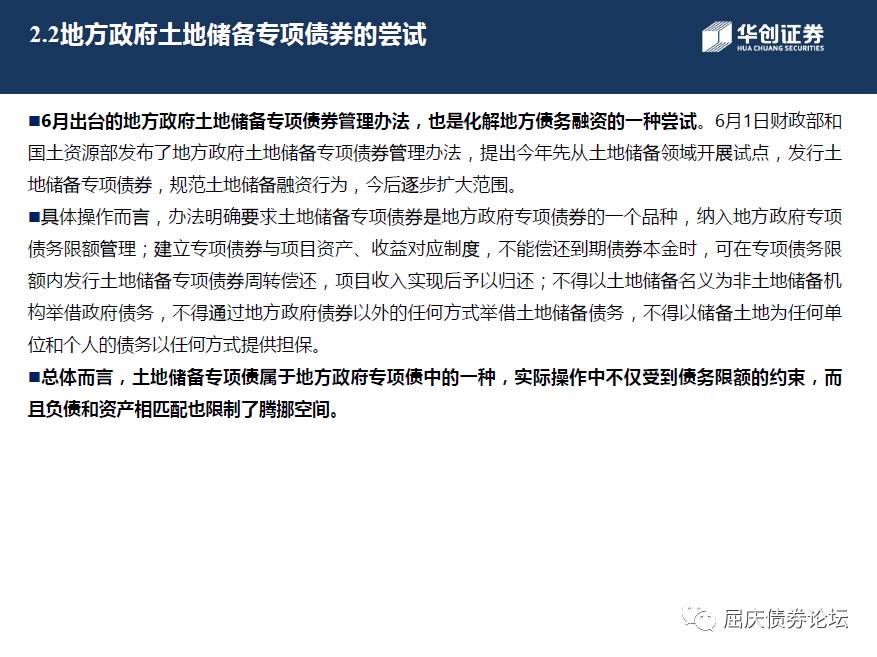 2.2地方政府土地储备专项债券的尝试
华创证券
HUA CHUANG SECURITIES
■6月出台的地方政府土地储备专项债券管理办法，也是化解地方债务融资的一种尝试。6月1日财政部和
国土资源部发布了地方政府土地储备专项债券管理办法，提出今年先从土地储备领域开展试点，发行土
地储备专项债券，规范土地储备融资行为，今后逐步扩大范围。
■具体操作而言，办法明确要求土地储备专项债券是地方政府专项债券的一个品种，纳入地方政府专项
债务限额管理；建立专项债券与项目资产、收益对应制度，不能偿还到期债券本金时，可在专项债务限
额内发行土地储备专项债券周转偿还，项目收入实现后予以归还；不得以土地储备名义为非土地储备机
构举借政府债务，不得通过地方政府债券以外的任何方式举借土地储备债务，不得以储备土地为任何单
位和个人的债务以任何方式提供担保。
■总体而言，土地储备专项债属于地方政府专项债中的一种，实际操作中不仅受到债务限额的约束，而
且负债和资产相匹配也限制了腾挪空间。
屈庆债券论坛